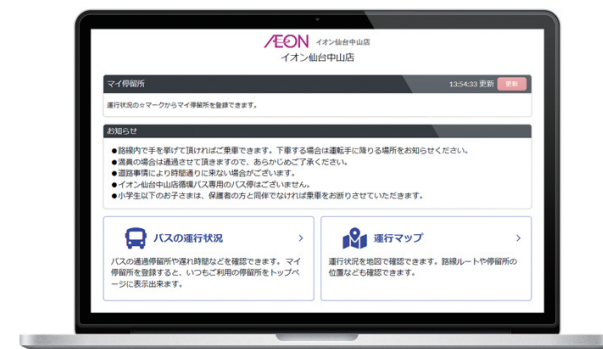 ÆON イオン仙台中山店
イオン仙台中山店
マイ停留所 13:54:33 更新 更新
運行状況の☆マークからマイ停留所を登録できます。
お知らせ
●路線内で手を挙げて頂ければご乗車できます。下車する場合は運転手に降りる場所をお知らせください。
●満員の場合は通過させて頂きますので、あらかじめご了承ください。
●道路事情により時間通りに来ない場合がございます。
●イオン仙台中山店循環バス専用のバス停はございません。
●小学生以下のお子さまは、保護者の方と同伴でなければ乗車をお断りさせていただきます。
バスの運行状況
バスの通過停留所や遅れ時間などを確認できます。 マイ
停留所を登録すると、いつもご利用の停留所をトップペ
ージに表示出来ます。
運行マップ
運行状況を地図で確認できます。路線ルートや停留所の
位置なども確認できます。